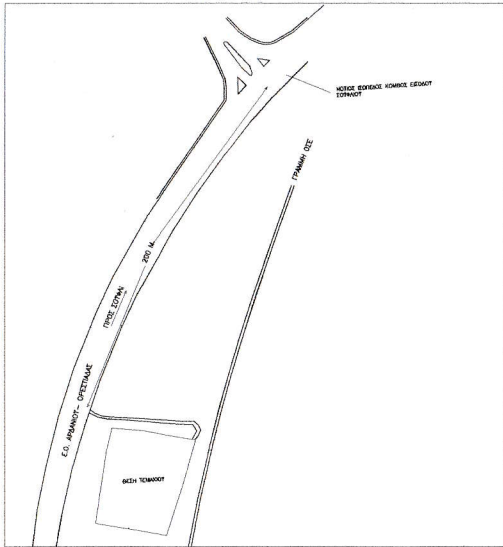 ΝΟΤΙΟΣ ΙΣΟΠΕΔΟΣ ΚΟΜΒΟΣ ΕΙΣΟΔΟΥ
ΣΟΥΦΛΙΟΥ
ΓΡΑΜΜΗ ΟΣΕ
200 Μ.
ΠΡΟΣ ΣΟΥΦΛΙ
Ε.Ο. ΑΡΔΑΝΙΟΥ- ΟΡΕΣΤΙΑΔΑΣ
ΘΕΣΗ ΤΕΜΑΧΙΟΥ